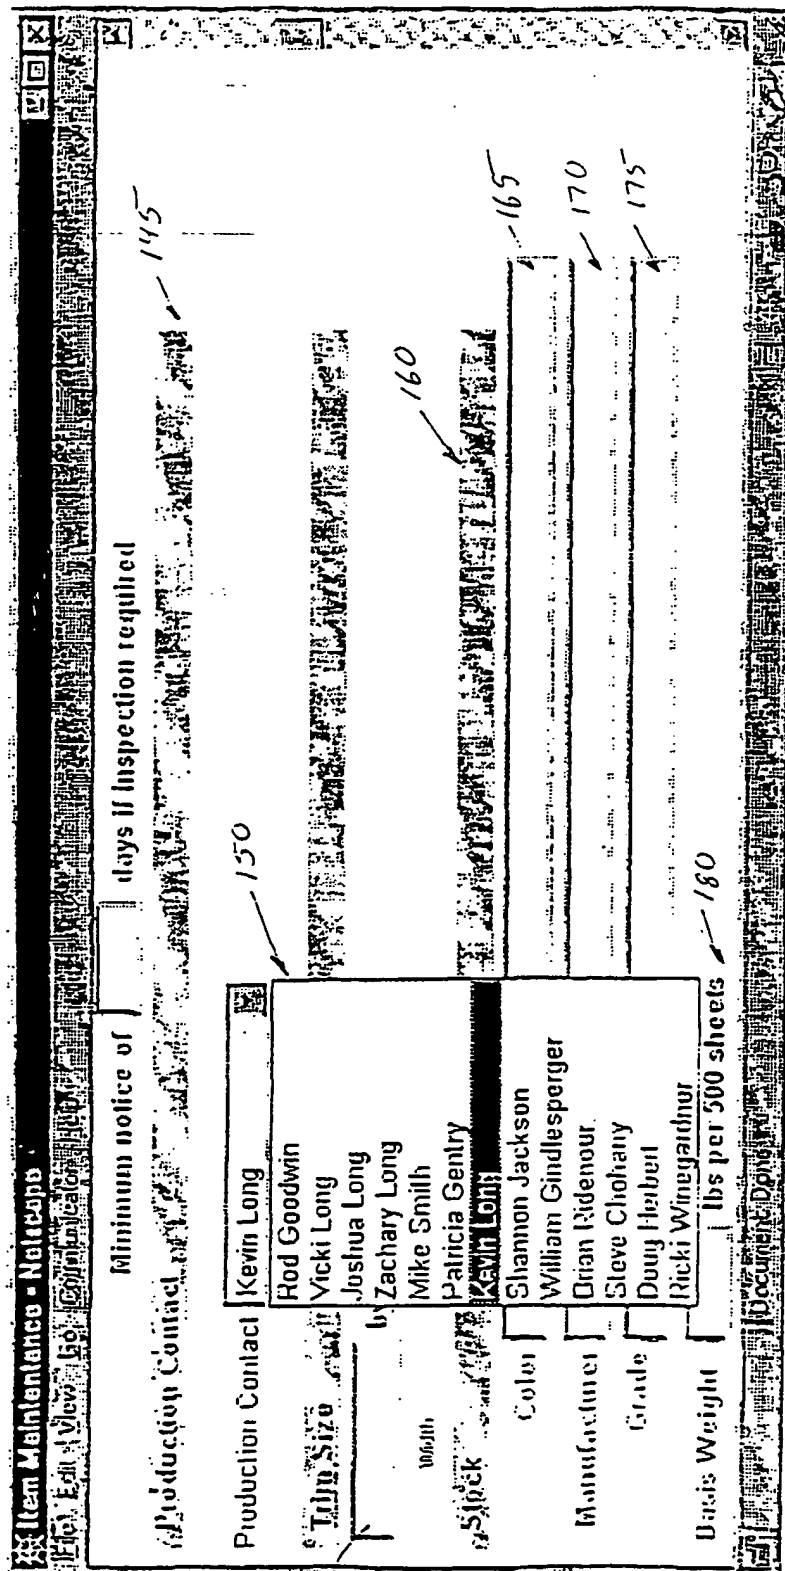 Item Maintenance - Netscape
File Edit View Go Communicator Help
Minimum notice of days if inspection required
Production Contact
145
Production Contact Kevin Long
150
Rod Goodwin
Vicki Long
Joshua Long
Zachary Long
Mike Smith
Patricia Gentry
Kevin Long
Shannon Jackson
William Gindlesperger
Brian Ridenour
Steve Chohany
Doug Herbert
Ricki Winegardner
Trim Size
by
Width
Stock
160
Color
165
Manufacturer
170
Grade
175
Basis Weight lbs per 500 sheets
180
Document: Done